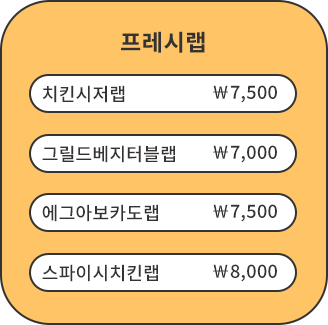 프레시랩
치킨시저랩 ₩7,500
그릴드베지터블랩 ₩7,000
에그아보카도랩 ₩7,500
스파이시치킨랩 ₩8,000